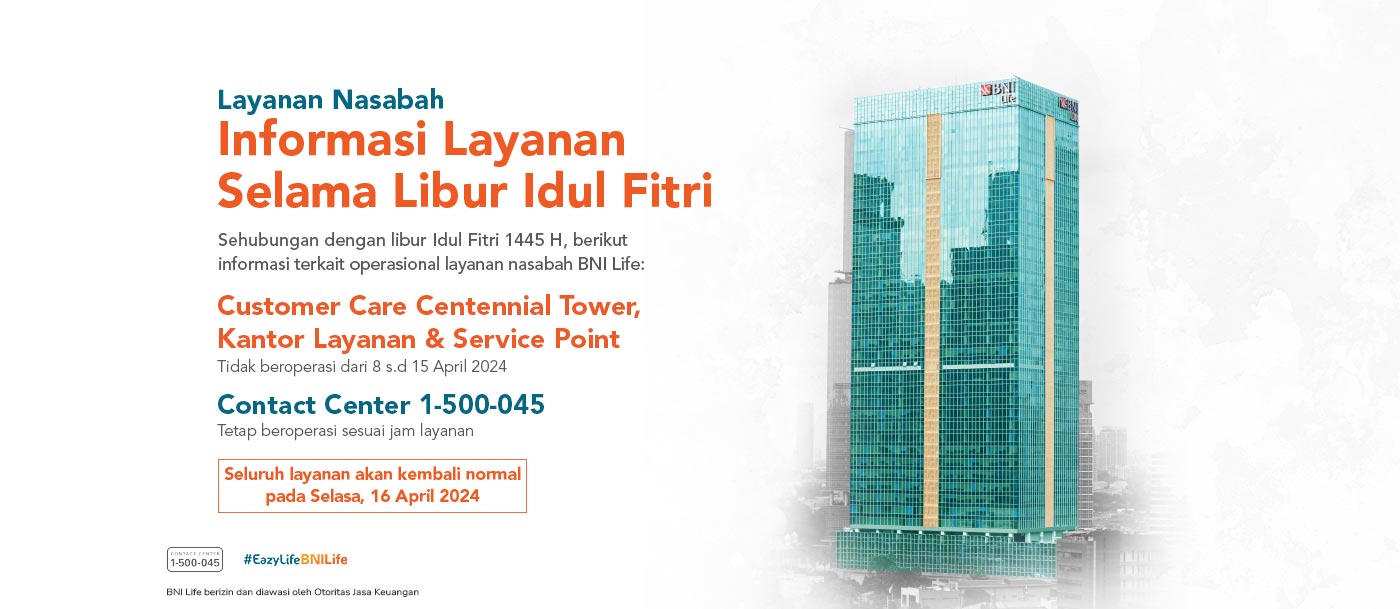 Layanan Nasabah
Informasi Layanan
Selama Libur Idul Fitri
Sehubungan dengan libur Idul Fitri 1445 H, berikut
informasi terkait operasional layanan nasabah BNI Life:
Customer Care Centennial Tower,
Kantor Layanan & Service Point
Tidak beroperasi dari 8 s.d 15 April 2024
Contact Center 1-500-045
Tetap beroperasi sesuai jam layanan
Seluruh layanan akan kembali normal
pada Selasa, 16 April 2024
CONTACT CENTER
1-500-045
#EazyLifeBNILife
BNI Life berizin dan diawasi oleh Otoritas Jasa Keuangan
BNI
Life
BNI
Life